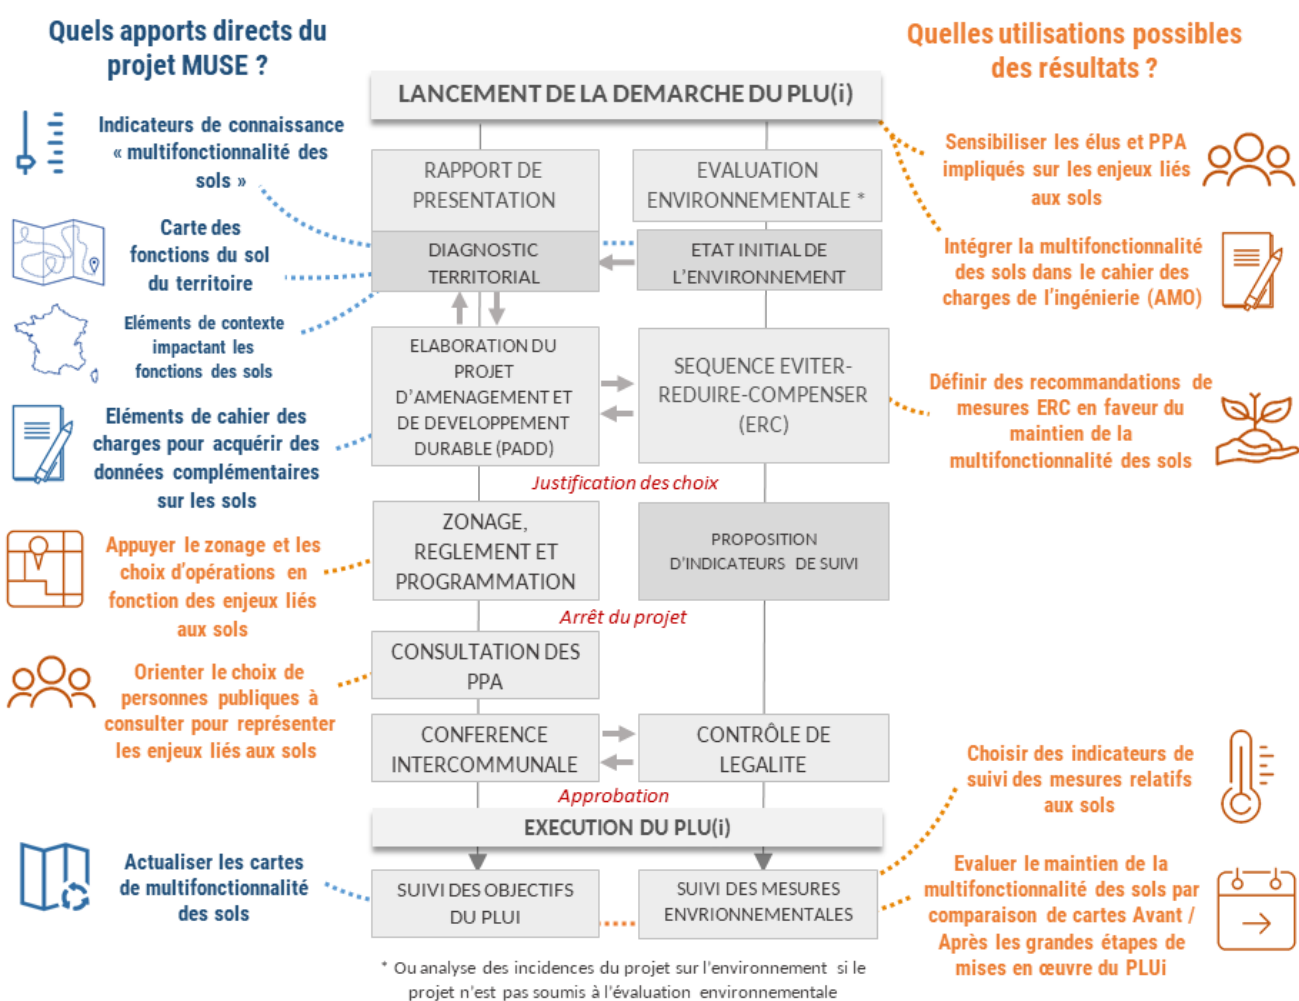 Quels apports directs du
projet MUSE ?
Quelles utilisations possibles
des résultats ?
LANCEMENT DE LA DEMARCHE DU PLU(i)
Indicateurs de connaissance
« multifonctionnalité des
sols »
Carte des
fonctions du sol
du territoire
Eléments de contexte
impactant les
fonctions des sols
Eléments de cahier des
charges pour acquérir des
données complémentaires
sur les sols
Appuyer le zonage et les
choix d'opérations en
fonction des enjeux liés
aux sols
Orienter le choix de
personnes publiques à
consulter pour représenter
les enjeux liés aux sols
Actualiser les cartes
de multifonctionnalité
des sols
RAPPORT DE
PRESENTATION
EVALUATION
ENVIRONNEMENTALE *
DIAGNOSTIC
TERRITORIAL
ETAT INITIAL DE
L'ENVIRONNEMENT
ELABORATION DU
PROJET
D'AMENAGEMENT ET
DE DEVELOPPEMENT
DURABLE (PADD)
SEQUENCE EVITER-
REDUIRE-COMPENSER
(ERC)
Justification des choix
ZONAGE,
REGLEMENT ET
PROGRAMMATION
PROPOSITION
D'INDICATEURS DE SUIVI
Arrêt du projet
CONSULTATION DES
PPA
CONFERENCE
INTERCOMMUNALE
CONTRÔLE DE
LEGALITE
Approbation
EXECUTION DU PLU(i)
SUIVI DES OBJECTIFS
DU PLUI
SUIVI DES MESURES
ENVRIONNEMENTALES
* Ou analyse des incidences du projet sur l'environnement si le
projet n'est pas soumis à l'évaluation environnementale
Sensibiliser les élus et PPA
impliqués sur les enjeux liés
aux sols
Intégrer la multifonctionnalité
des sols dans le cahier des
charges de l'ingénierie (AMO)
Définir des recommandations de
mesures ERC en faveur du
maintien de la
multifonctionnalité des sols
Choisir des indicateurs de
suivi des mesures relatifs
aux sols
Evaluer le maintien de la
multifonctionnalité des sols par
comparaison de cartes Avant /
Après les grandes étapes de
mises en œuvre du PLUi